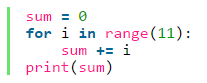 sum = 0
for i in range(11):
    sum += i
print(sum)